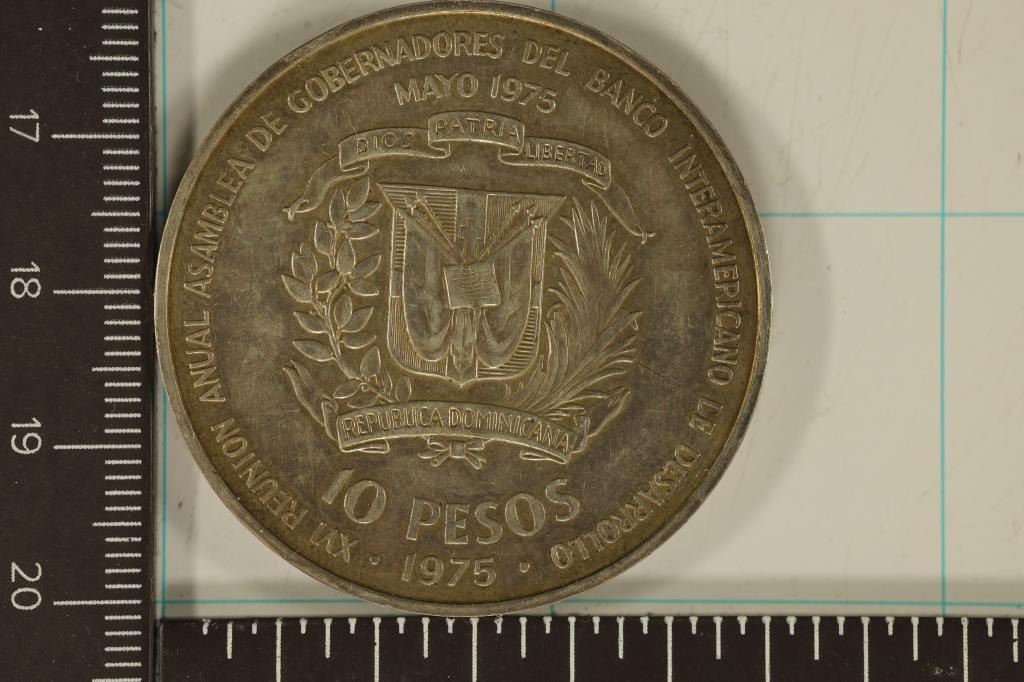 XVI REUNION ANUAL ASAMBLEA DE GOBERNADORES DEL BANCO INTERAMERICANO DE DESARROLLO
MAYO 1975
DIOS PATRIA LIBERTAD
REPUBLICA DOMINICANA
10 PESOS
· 1975 ·
17
18
19
20